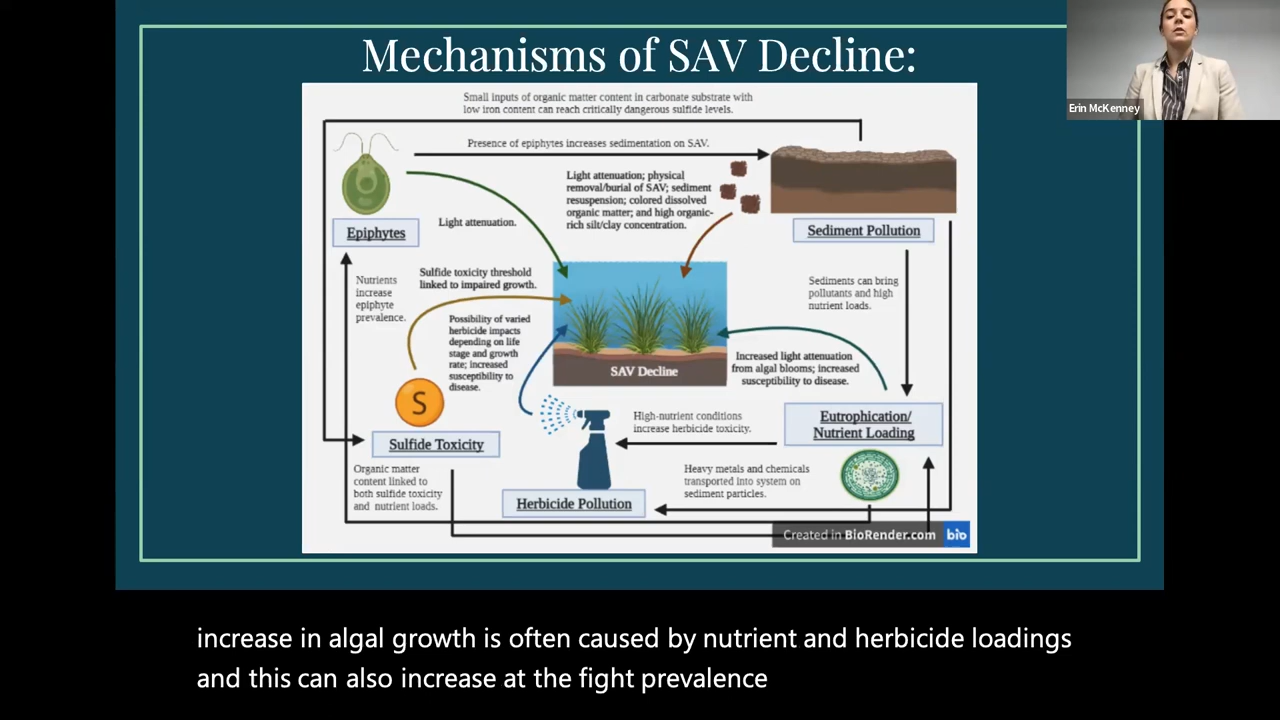 Mechanisms of SAV Decline:
Erin McKenney
Small inputs of organic matter content in carbonate substrate with
low iron content can reach critically dangerous sulfide levels.
Presence of epiphytes increases sedimentation on SAV.
Light attenuation; physical
removal/burial of SAV; sediment
resuspension; colored dissolved
organic matter; and high organic-
rich silt/clay concentration.
Light attenuation.
Epiphytes
Sediment Pollution
Nutrients
increase
epiphyte
prevalence.
Sulfide toxicity threshold
linked to impaired growth.
Sediments can bring
pollutants and high
nutrient loads.
Possibility of varied
herbicide impacts
depending on life
stage and growth
rate; increased
susceptibility to
disease.
SAV Decline
Increased light attenuation
from algal blooms; increased
susceptibility to disease.
S
Sulfide Toxicity
High-nutrient conditions
increase herbicide toxicity.
Eutrophication/
Nutrient Loading
Organic matter
content linked to
both sulfide toxicity
and nutrient loads.
Herbicide Pollution
Heavy metals and chemicals
transported into system on
sediment particles.
Created in BioRender.com bio
increase in algal growth is often caused by nutrient and herbicide loadings
and this can also increase at the fight prevalence